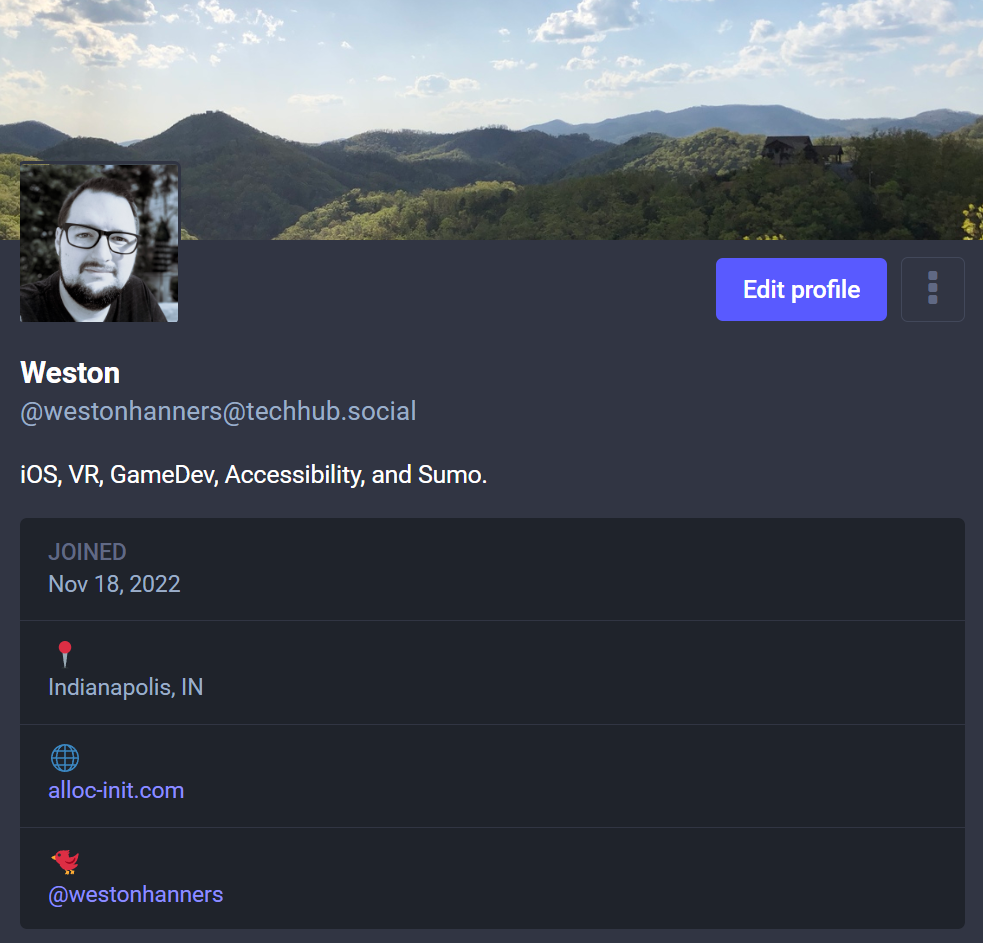 Edit profile
Weston
@westonhanners@techhub.social
iOS, VR, GameDev, Accessibility, and Sumo.
JOINED
Nov 18, 2022
Indianapolis, IN
alloc-init.com
@westonhanners